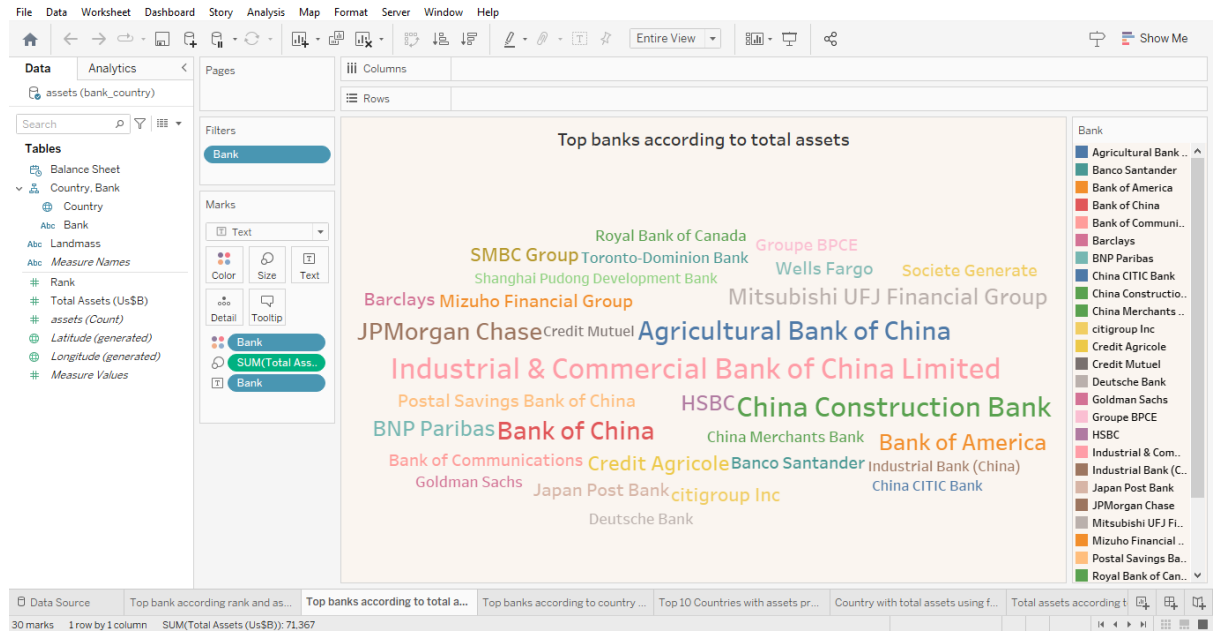 File Data Worksheet Dashboard Story Analysis Map Format Server Window Help
Entire View
Show Me
Data Analytics
assets (bank_country)
Search
Tables
Balance Sheet
Country, Bank
Country
Abc Bank
Abc Landmass
Abc Measure Names
# Rank
# Total Assets (Us$B)
# assets (Count)
Latitude (generated)
Longitude (generated)
# Measure Values
Pages
Filters
Bank
Marks
T Text
Color Size Text
Detail Tooltip
Bank
SUM(Total Ass..
T Bank
iii Columns
Rows
Top banks according to total assets
Royal Bank of Canada Groupe BPCE
SMBC Group Toronto-Dominion Bank
Wells Fargo Societe Generate
Shanghai Pudong Development Bank
Barclays Mizuho Financial Group Mitsubishi UFJ Financial Group
JPMorgan Chase Credit Mutuel Agricultural Bank of China
Industrial & Commercial Bank of China Limited
Postal Savings Bank of China HSBC China Construction Bank
BNP Paribas Bank of China China Merchants Bank Bank of America
Bank of Communications Credit Agricole Banco Santander Industrial Bank (China)
Goldman Sachs Japan Post Bank citigroup Inc China CITIC Bank
Deutsche Bank
Bank
Agricultural Bank ..
Banco Santander
Bank of America
Bank of China
Bank of Communi..
Barclays
BNP Paribas
China CITIC Bank
China Constructio..
China Merchants ..
citigroup Inc
Credit Agricole
Credit Mutuel
Deutsche Bank
Goldman Sachs
Groupe BPCE
HSBC
Industrial & Com..
Industrial Bank (C..
Japan Post Bank
JPMorgan Chase
Mitsubishi UFJ Fi..
Mizuho Financial ..
Postal Savings Ba..
Royal Bank of Can..
Data Source Top bank according rank and as... Top banks according to total a... Top banks according to country ... Top 10 Countries with assets pr... Country with total assets using f... Total assets according t
30 marks 1 row by 1 column SUM(Total Assets (Us$B)): 71,367